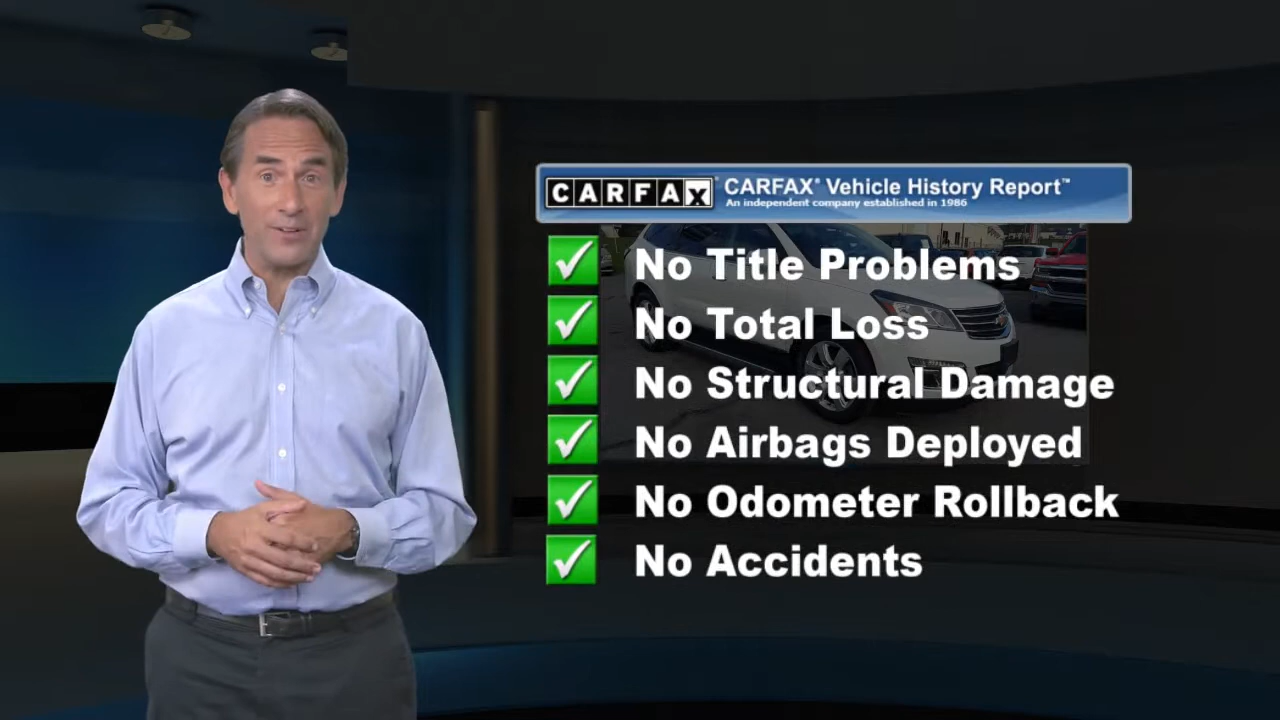 CARFAX CARFAX® Vehicle History Report™
An independent company established in 1986
No Title Problems
No Total Loss
No Structural Damage
No Airbags Deployed
No Odometer Rollback
No Accidents